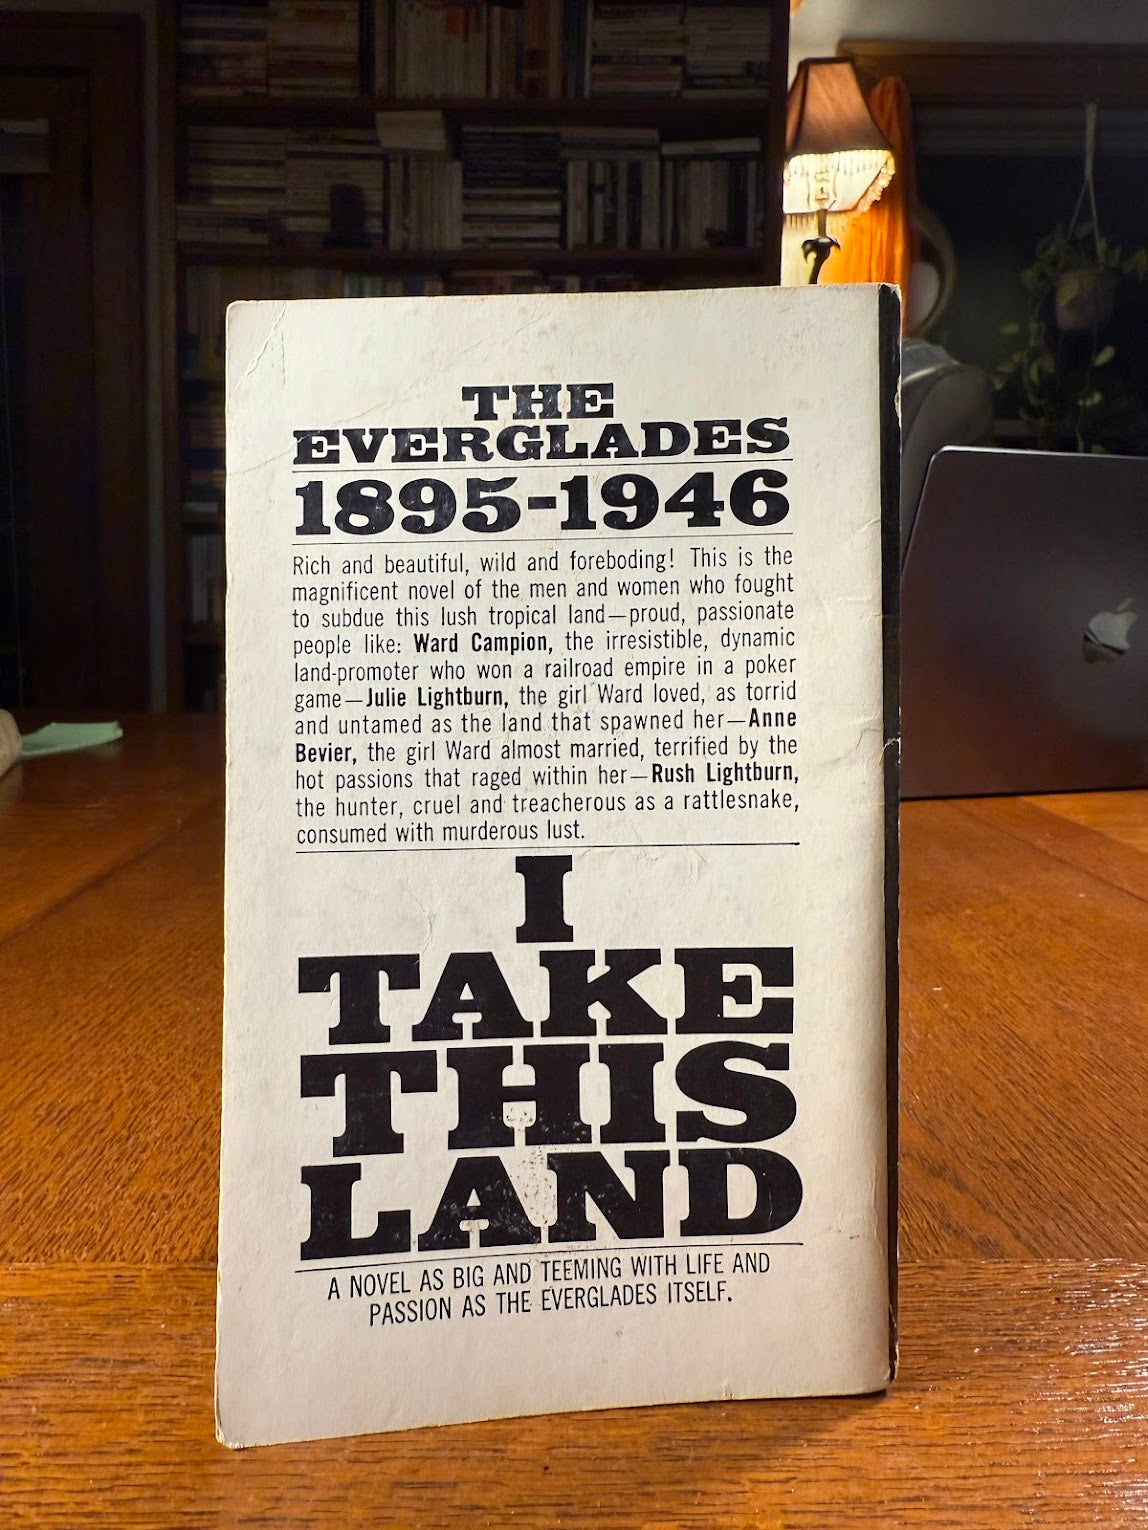 THE
EVERGLADES
1895-1946
Rich and beautiful, wild and foreboding! This is the
magnificent novel of the men and women who fought
to subdue this lush tropical land—proud, passionate
people like: Ward Campion, the irresistible, dynamic
land-promoter who won a railroad empire in a poker
game—Julie Lightburn, the girl Ward loved, as torrid
and untamed as the land that spawned her—Anne
Bevier, the girl Ward almost married, terrified by the
hot passions that raged within her—Rush Lightburn,
the hunter, cruel and treacherous as a rattlesnake,
consumed with murderous lust.
I
TAKE
THIS
LAND
A NOVEL AS BIG AND TEEMING WITH LIFE AND
PASSION AS THE EVERGLADES ITSELF.